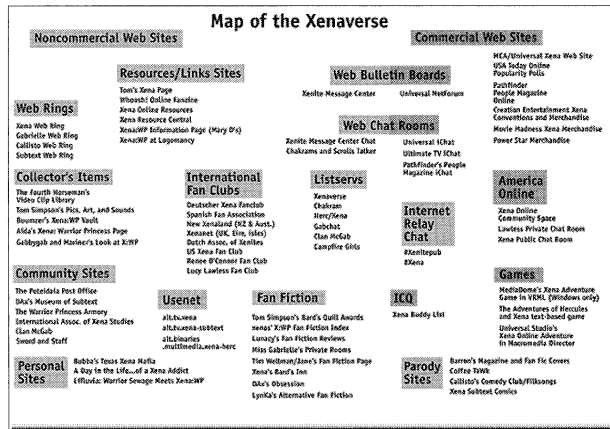 Map of the Xenaverse
Noncommercial Web Sites
Commercial Web Sites
MCA/Universal Xena Web Site
USA Today Online
Popularity Polls
Pathfinder
People Magazine
Online
Creation Entertainment Xena
Conventions and Merchandise
Movie Madness Xena Merchandise
Power Star Merchandise
Resources/Links Sites
Tom's Xena Page
Whoosh! Online Fanzine
Xena Online Resources
Xena Resource Central
Xena:WP Information Page (Mary D's)
Xena:WP at Logomancy
Web Bulletin Boards
Xenite Message Center
Universal NetForum
Web Rings
Xena Web Ring
Gabrielle Web Ring
Callisto Web Ring
Subtext Web Ring
Web Chat Rooms
Xenite Message Center Chat
Chakrams and Scrolls Talker
Universal iChat
Ultimate TV iChat
Pathfinder's People
Magazine iChat
Collector's Items
The Fourth Horseman's
Video Clip Library
Tom Simpson's Pics, Art, and Sounds
Bouncer's Xena:WP Vault
Aida's Xena: Warrior Princess Page
Gabbygab and Mariner's Look at X:WP
International
Fan Clubs
Deutscher Xena Fanclub
Spanish Fan Association
New Xenaland (NZ & Aust.)
Xenanet (UK, Eire, isles)
Dutch Assoc. of Xenites
US Xena Fan Club
Renee O'Connor Fan Club
Lucy Lawless Fan Club
Listservs
Xenaverse
Chakram
Herc/Xena
Gabchat
Clan McGab
Campfire Girls
Internet
Relay
Chat
#Xenitepub
#Xena
America
Online
Xena Online
Community Space
Lawless Private Chat Room
Xena Public Chat Room
Community Sites
The Poteidaia Post Office
DAx's Museum of Subtext
The Warrior Princess Armory
International Assoc. of Xena Studies
Clan McGab
Sword and Staff
Usenet
alt.tv.xena
alt.tv.xena-subtext
alt.binaries
.multimedia.xena-herc
Fan Fiction
Tom Simpson's Bard's Quill Awards
xenos' X:WP Fan Fiction Index
Lunacy's Fan Fiction Reviews
Miss Gabrielle's Private Rooms
Tim Wellman/Jane's Fan Fiction Page
Xena's Bard's Inn
DAx's Obsession
LynKa's Alternative Fan Fiction
ICQ
Xena Buddy List
Games
MediaDome's Xena Adventure
Game in VRML (Windows only)
The Adventures of Hercules
and Xena text-based game
Universal Studio's
Xena Online Adventure
in Macromedia Director
Personal
Sites
Bubba's Texas Xena Mafia
A Day in the Life...of a Xena Addict
Effluvia: Warrior Sewage Meets Xena:WP
Parody
Sites
Barron's Magazine and Fan Fic Covers
Coffee TaWk
Callisto's Comedy Club/Filksongs
Xena Subtext Comics